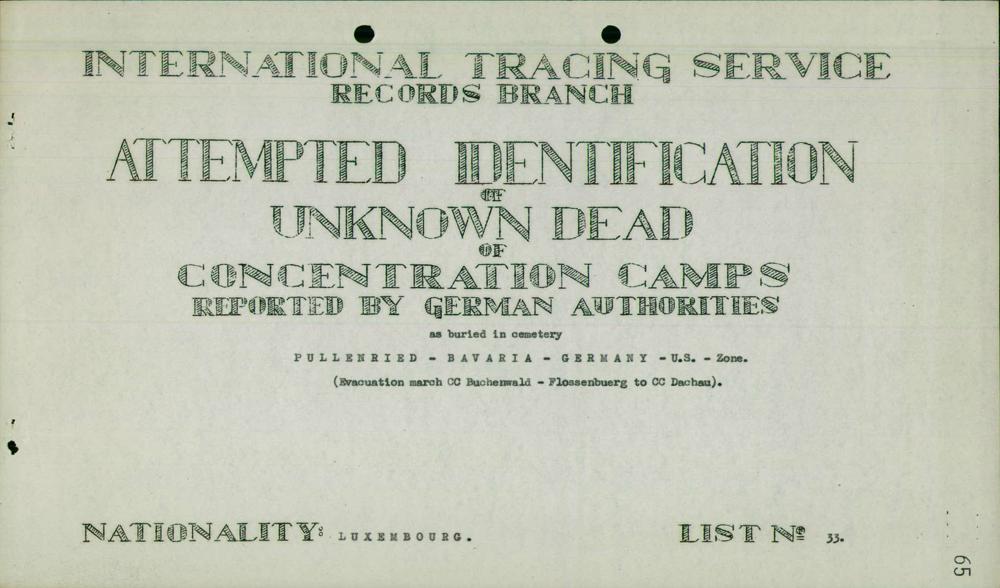 INTERNATIONAL TRACING SERVICE
RECORDS BRANCH
ATTEMPTED IDENTIFICATION
OF
UNKNOWN DEAD
OF
CONCENTRATION CAMPS
REPORTED BY GERMAN AUTHORITIES
as buried in cemetery
PULLENRIED - BAVARIA - GERMANY - U.S. - Zone.
(Evacuation march CC Buchenwald - Flossenbuerg to CC Dachau).
NATIONALITY: LUXEMBOURG. LIST Nº 33.
65